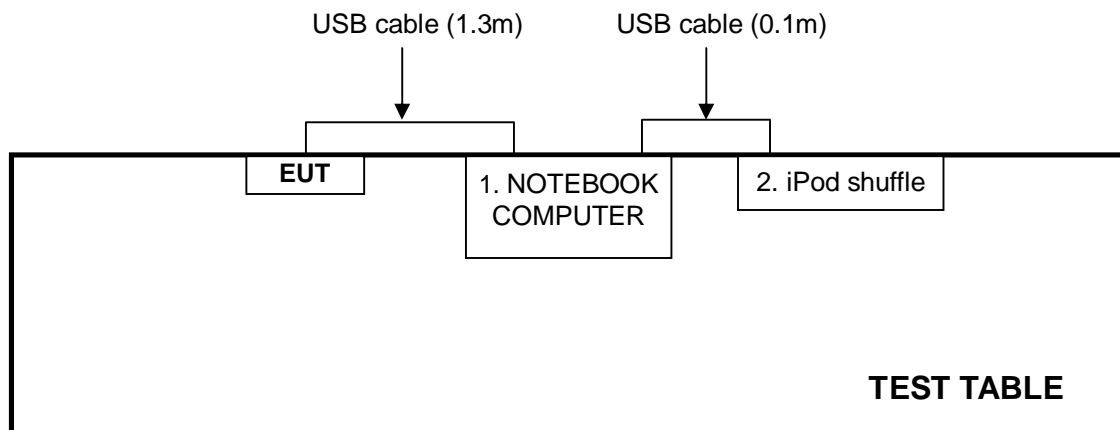 USB cable (1.3m)
USB cable (0.1m)
EUT
1. NOTEBOOK
COMPUTER
2. iPod shuffle
TEST TABLE